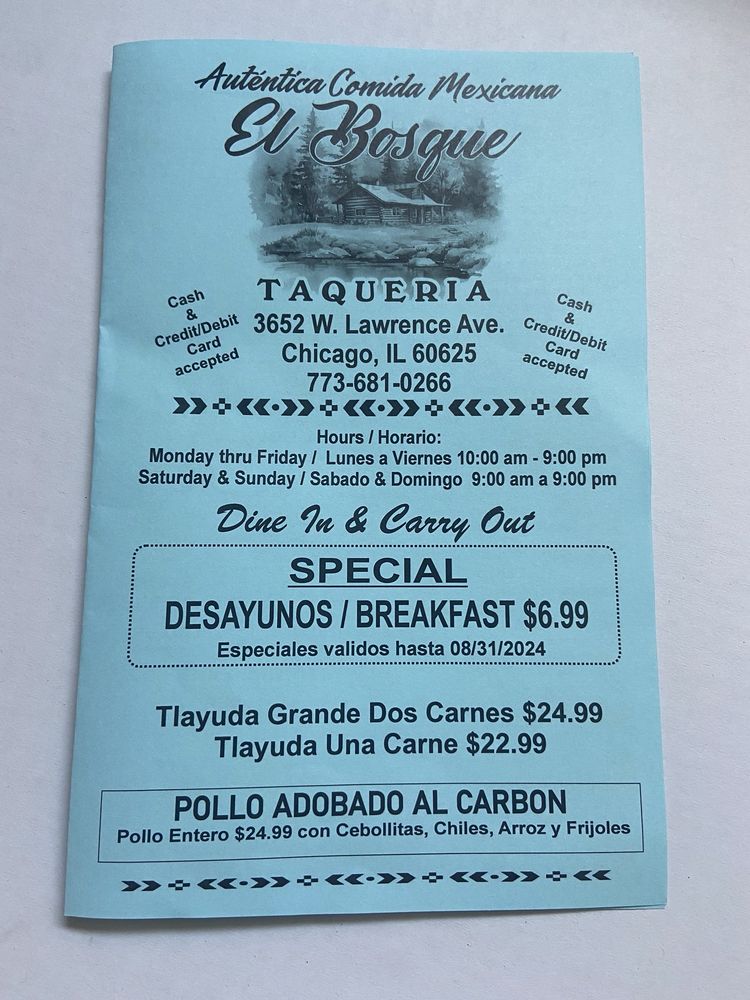 Auténtica Comida Mexicana
El Bosque
TAQUERIA
Cash
&
Credit/Debit
Card
accepted
3652 W. Lawrence Ave.
Chicago, IL 60625
773-681-0266
Cash
&
Credit/Debit
Card
accepted
Hours / Horario:
Monday thru Friday / Lunes a Viernes 10:00 am - 9:00 pm
Saturday & Sunday / Sabado & Domingo 9:00 am a 9:00 pm
Dine In & Carry Out
SPECIAL
DESAYUNOS / BREAKFAST $6.99
Especiales validos hasta 08/31/2024
Tlayuda Grande Dos Carnes $24.99
Tlayuda Una Carne $22.99
POLLO ADOBADO AL CARBON
Pollo Entero $24.99 con Cebollitas, Chiles, Arroz y Frijoles